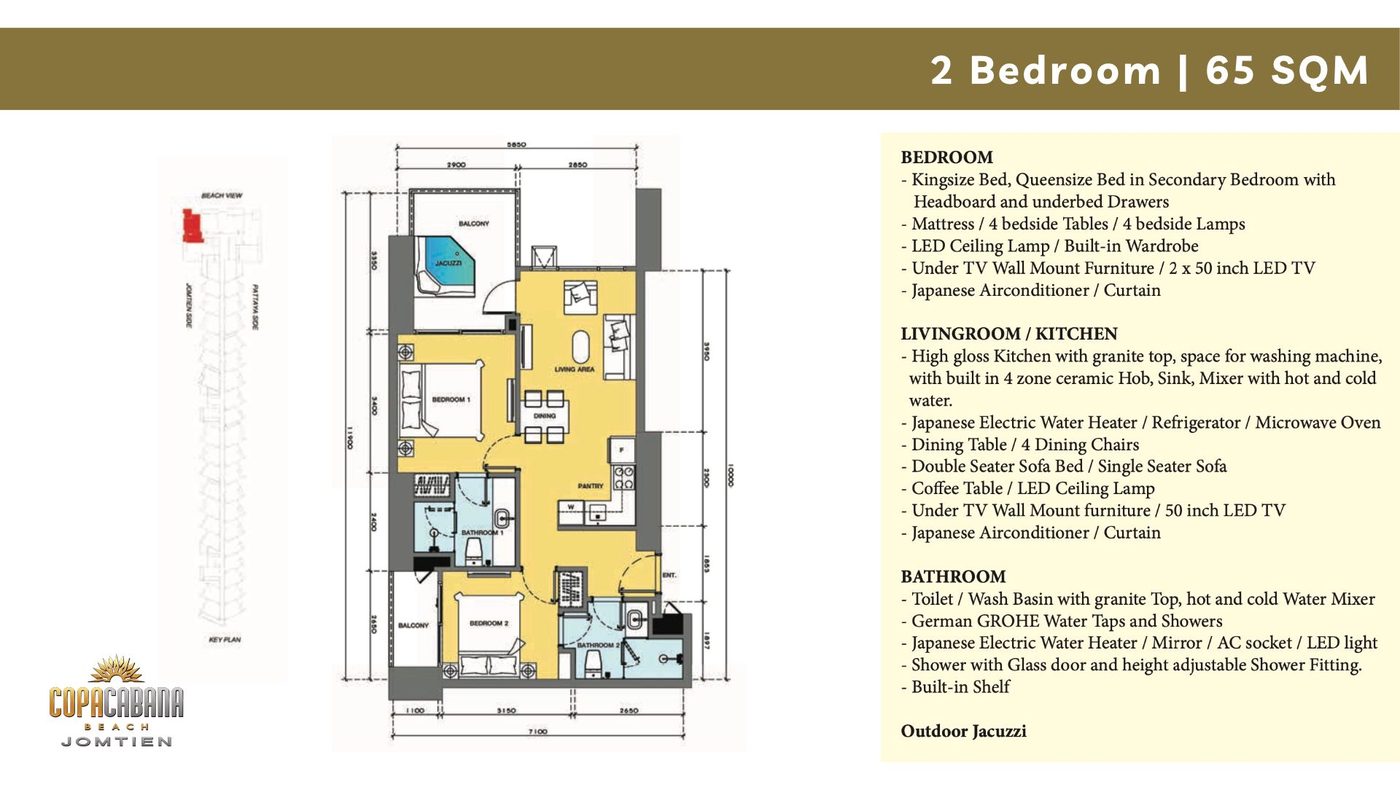 2 Bedroom | 65 SQM
BEACH VIEW
JOMTIEN SIDE
PATTAYA SIDE
KEY PLAN
COPACABANA
BEACH
JOMTIEN
5850
2900
2850
BALCONY
JACUZZI
3350
LIVING AREA
3950
BEDROOM 1
DINING
3400
11900
F
10000
PANTRY
2300
W
2400
BATHROOM 1
1853
ENT.
BALCONY
BEDROOM 2
2650
BATHROOM 2
1897
1100
3150
2650
7100
BEDROOM
- Kingsize Bed, Queensize Bed in Secondary Bedroom with
Headboard and underbed Drawers
- Mattress / 4 bedside Tables / 4 bedside Lamps
- LED Ceiling Lamp / Built-in Wardrobe
- Under TV Wall Mount Furniture / 2 x 50 inch LED TV
- Japanese Airconditioner / Curtain
LIVINGROOM / KITCHEN
- High gloss Kitchen with granite top, space for washing machine,
with built in 4 zone ceramic Hob, Sink, Mixer with hot and cold
water.
- Japanese Electric Water Heater / Refrigerator / Microwave Oven
- Dining Table / 4 Dining Chairs
- Double Seater Sofa Bed / Single Seater Sofa
- Coffee Table / LED Ceiling Lamp
- Under TV Wall Mount furniture / 50 inch LED TV
- Japanese Airconditioner / Curtain
BATHROOM
- Toilet / Wash Basin with granite Top, hot and cold Water Mixer
- German GROHE Water Taps and Showers
- Japanese Electric Water Heater / Mirror / AC socket / LED light
- Shower with Glass door and height adjustable Shower Fitting.
- Built-in Shelf
Outdoor Jacuzzi